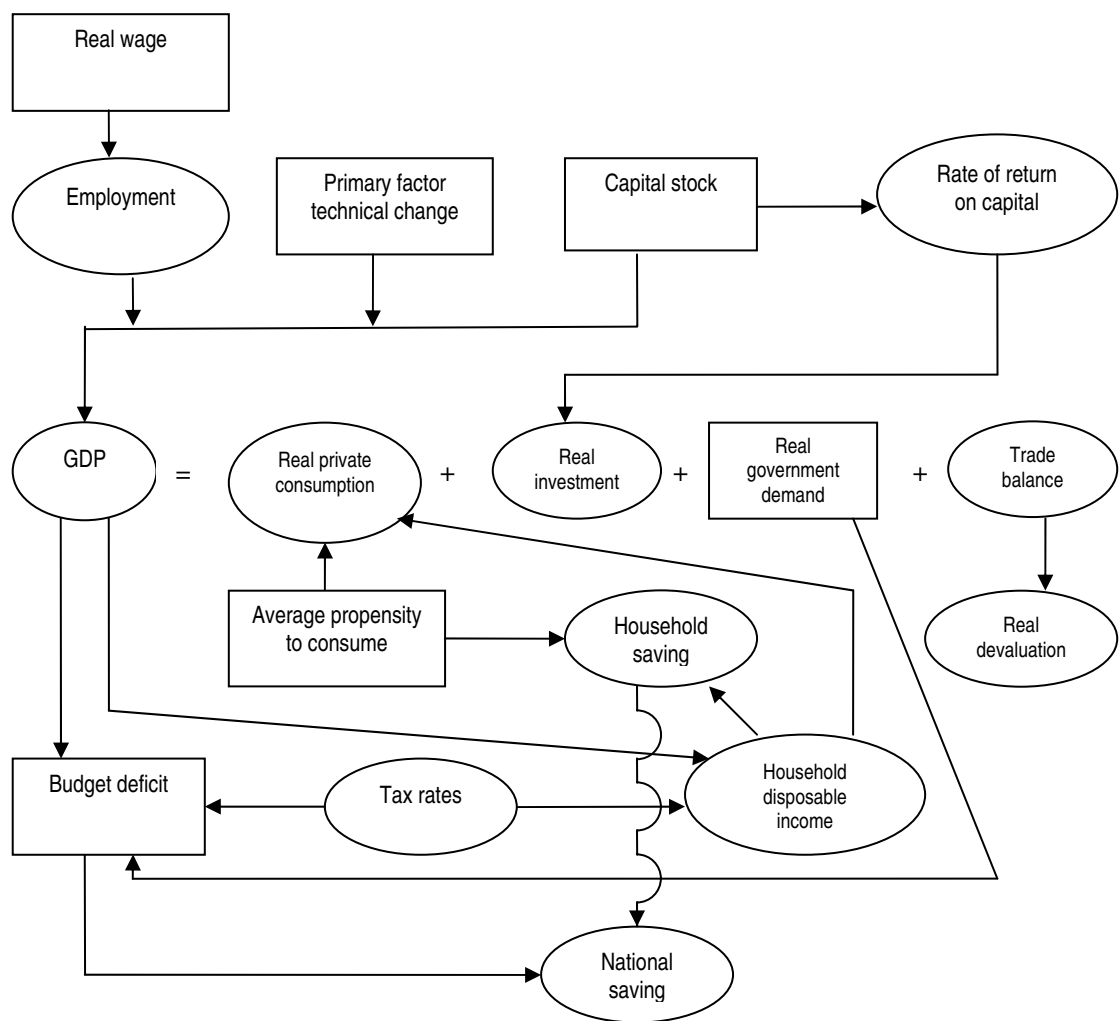 Real wage
Employment
Primary factor
technical change
Capital stock
Rate of return
on capital
GDP
=
Real private
consumption
+
Real
investment
+
Real
government
demand
+
Trade
balance
Average propensity
to consume
Household
saving
Real
devaluation
Budget deficit
Tax rates
Household
disposable
income
National
saving